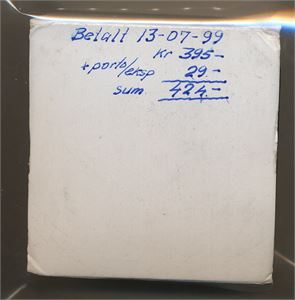 Betalt 13-07-99
kr 395-
+porto/eksp 29.-
sum 424.-